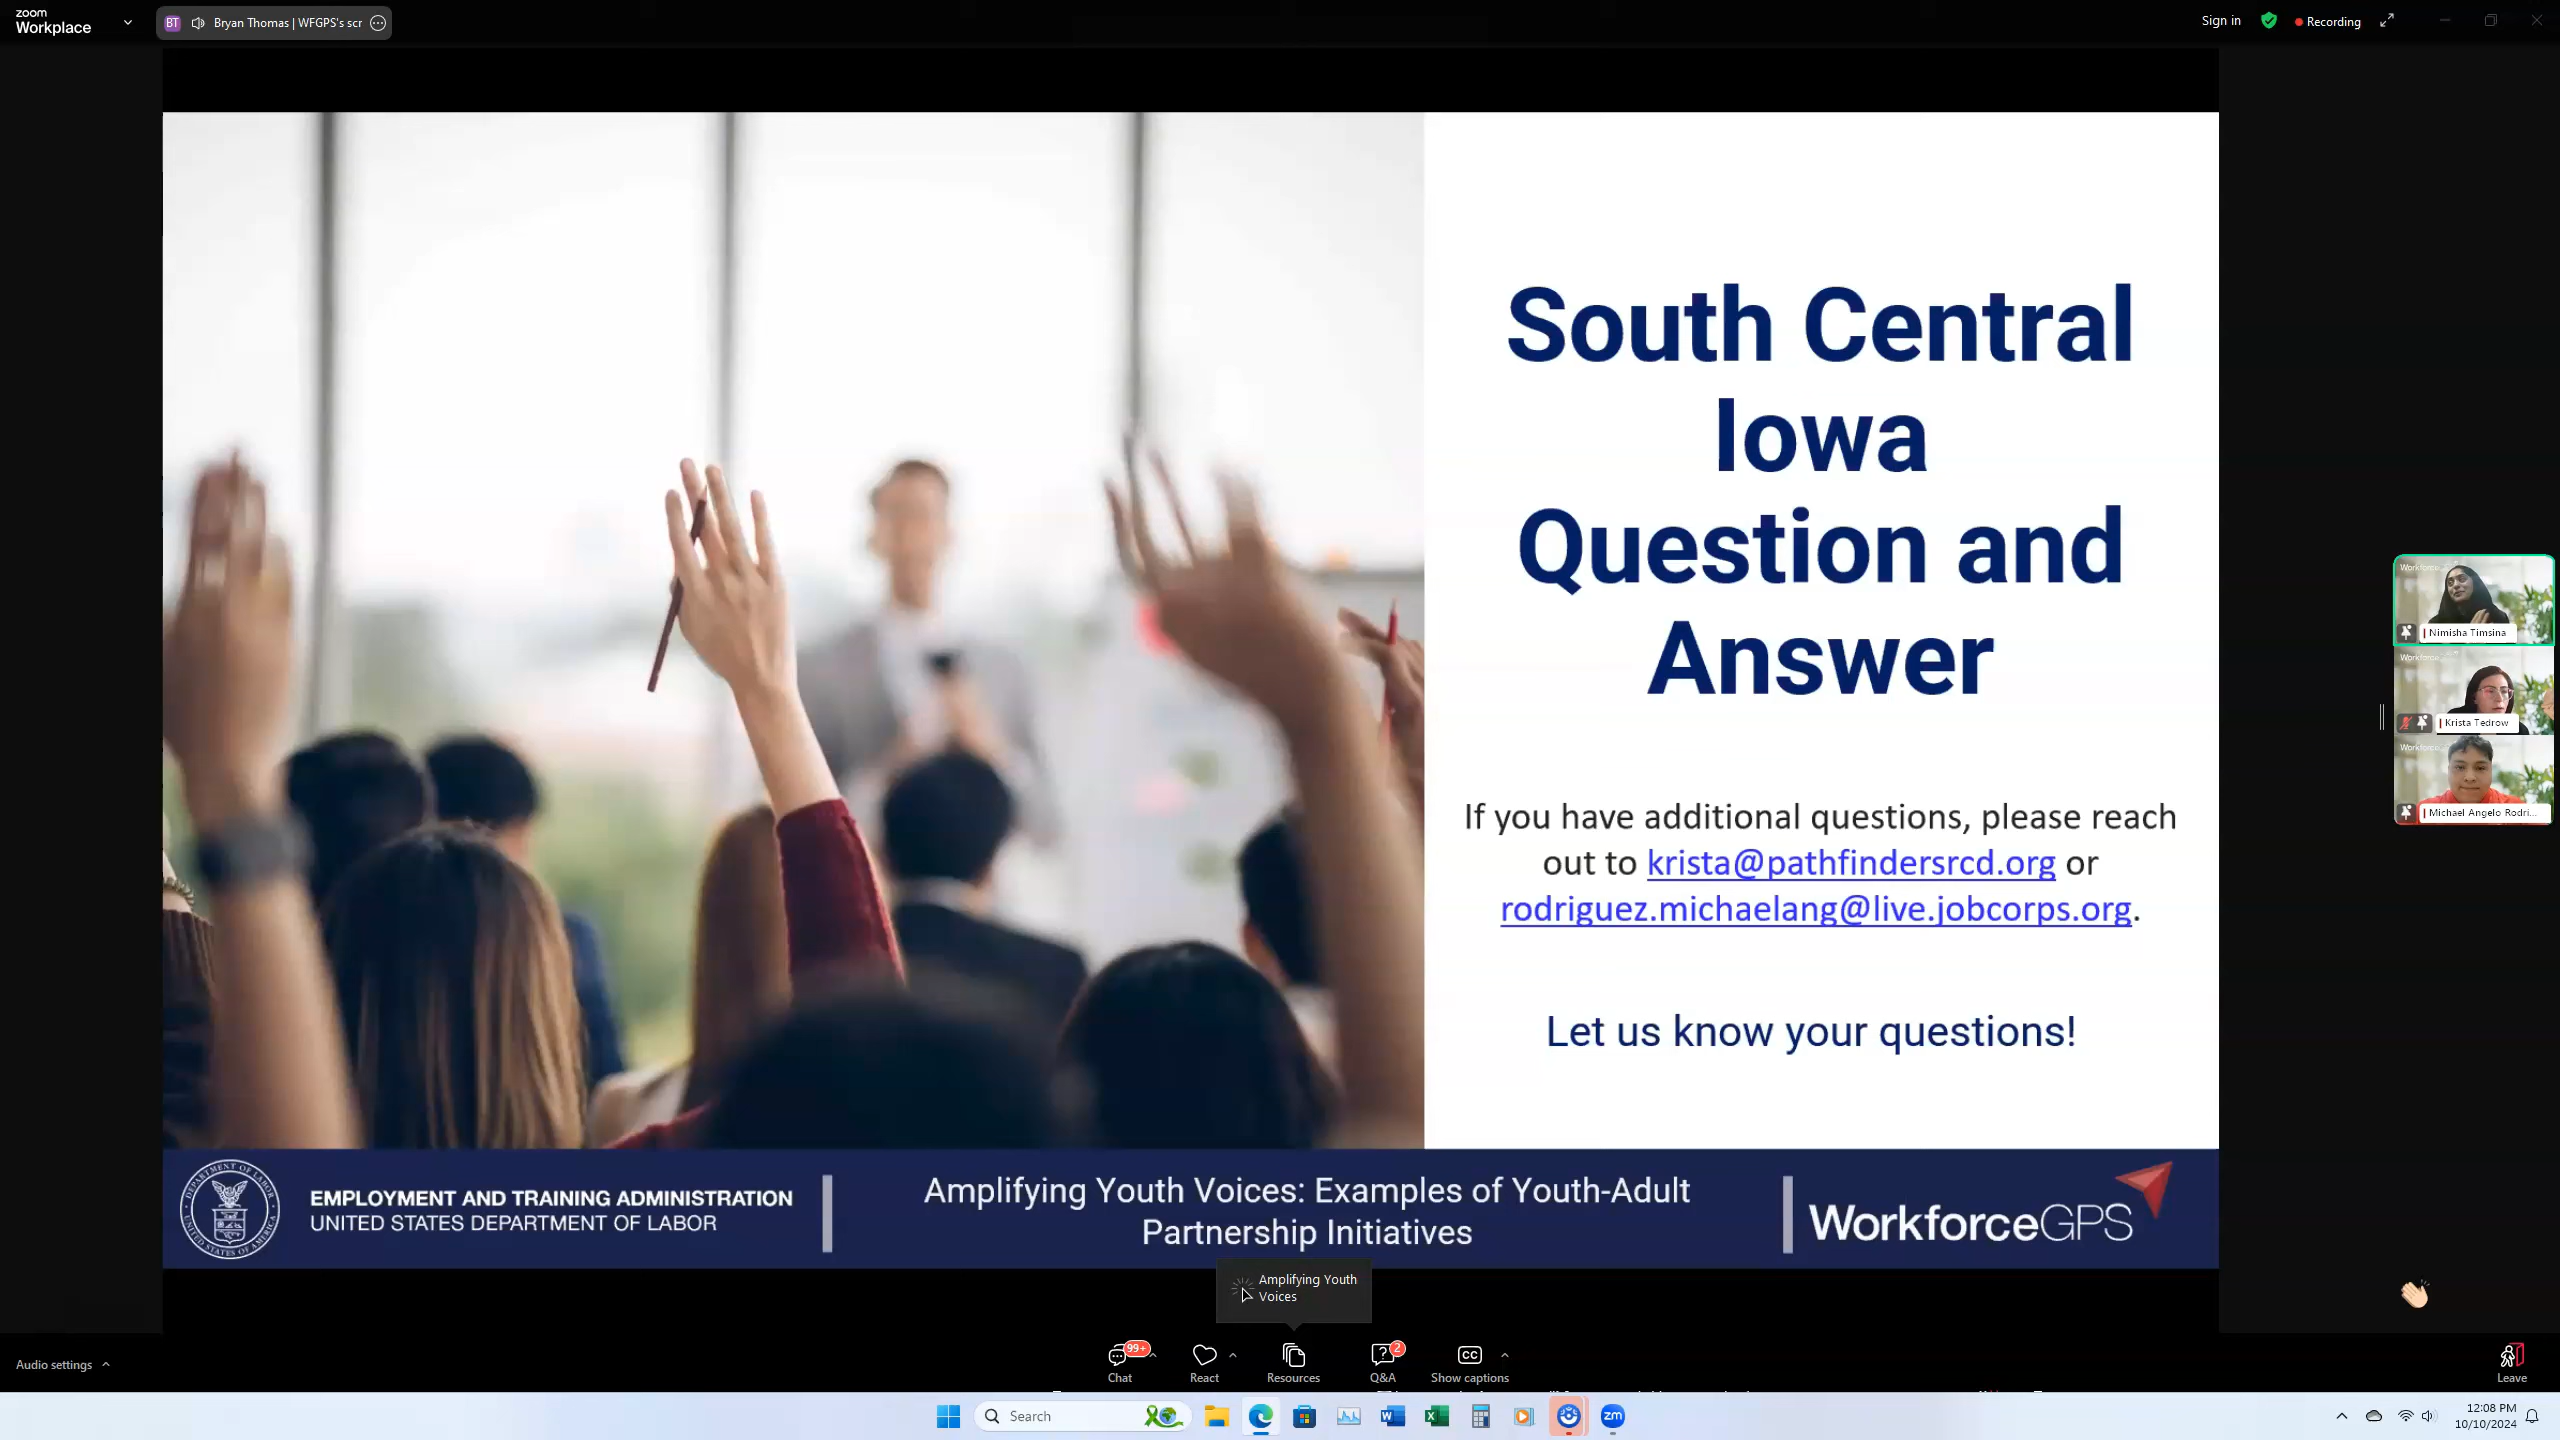 zoom
Workplace
BT
Bryan Thomas | WFGPS's scr
Sign in
Recording
South Central
Iowa
Question and
Answer
If you have additional questions, please reach
out to krista@pathfindersrcd.org or
rodriguez.michaelang@live.jobcorps.org.
Let us know your questions!
Nimisha Timsina
Krista Tedrow
Michael Angelo Rodri...
EMPLOYMENT AND TRAINING ADMINISTRATION
UNITED STATES DEPARTMENT OF LABOR
Amplifying Youth Voices: Examples of Youth-Adult
Partnership Initiatives
WorkforceGPS
Amplifying Youth
Voices
Audio settings
99+
Chat
React
Resources
2
Q&A
CC
Show captions
Leave
Search
zm
12:08 PM
10/10/2024